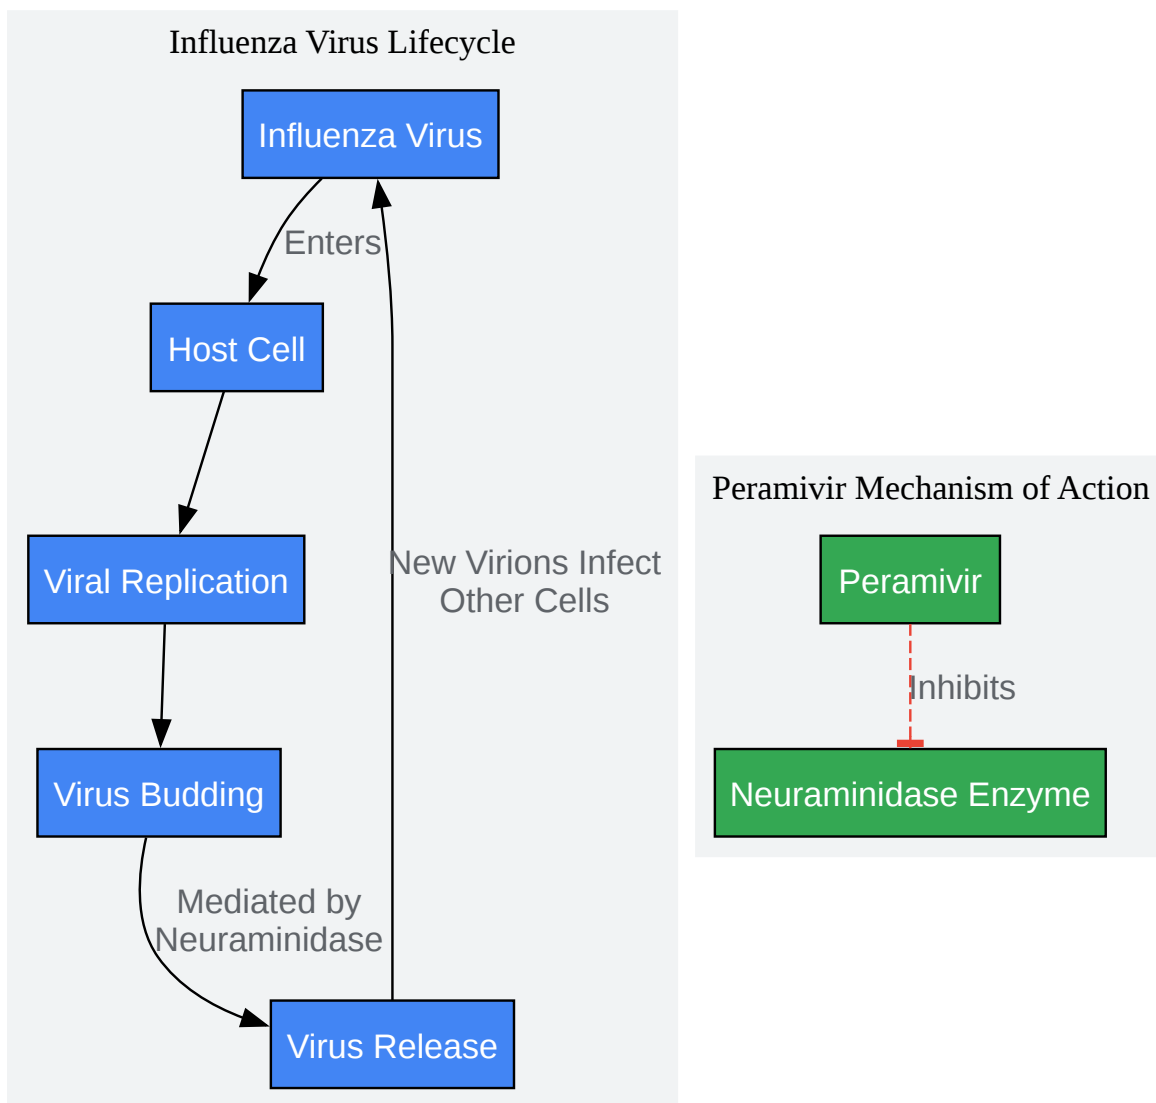 Influenza Virus Lifecycle
Influenza Virus
Enters
Host Cell
Viral Replication
New Virions Infect
Other Cells
Virus Budding
Mediated by
Neuraminidase
Virus Release
Peramivir Mechanism of Action
Peramivir
Inhibits
Neuraminidase Enzyme